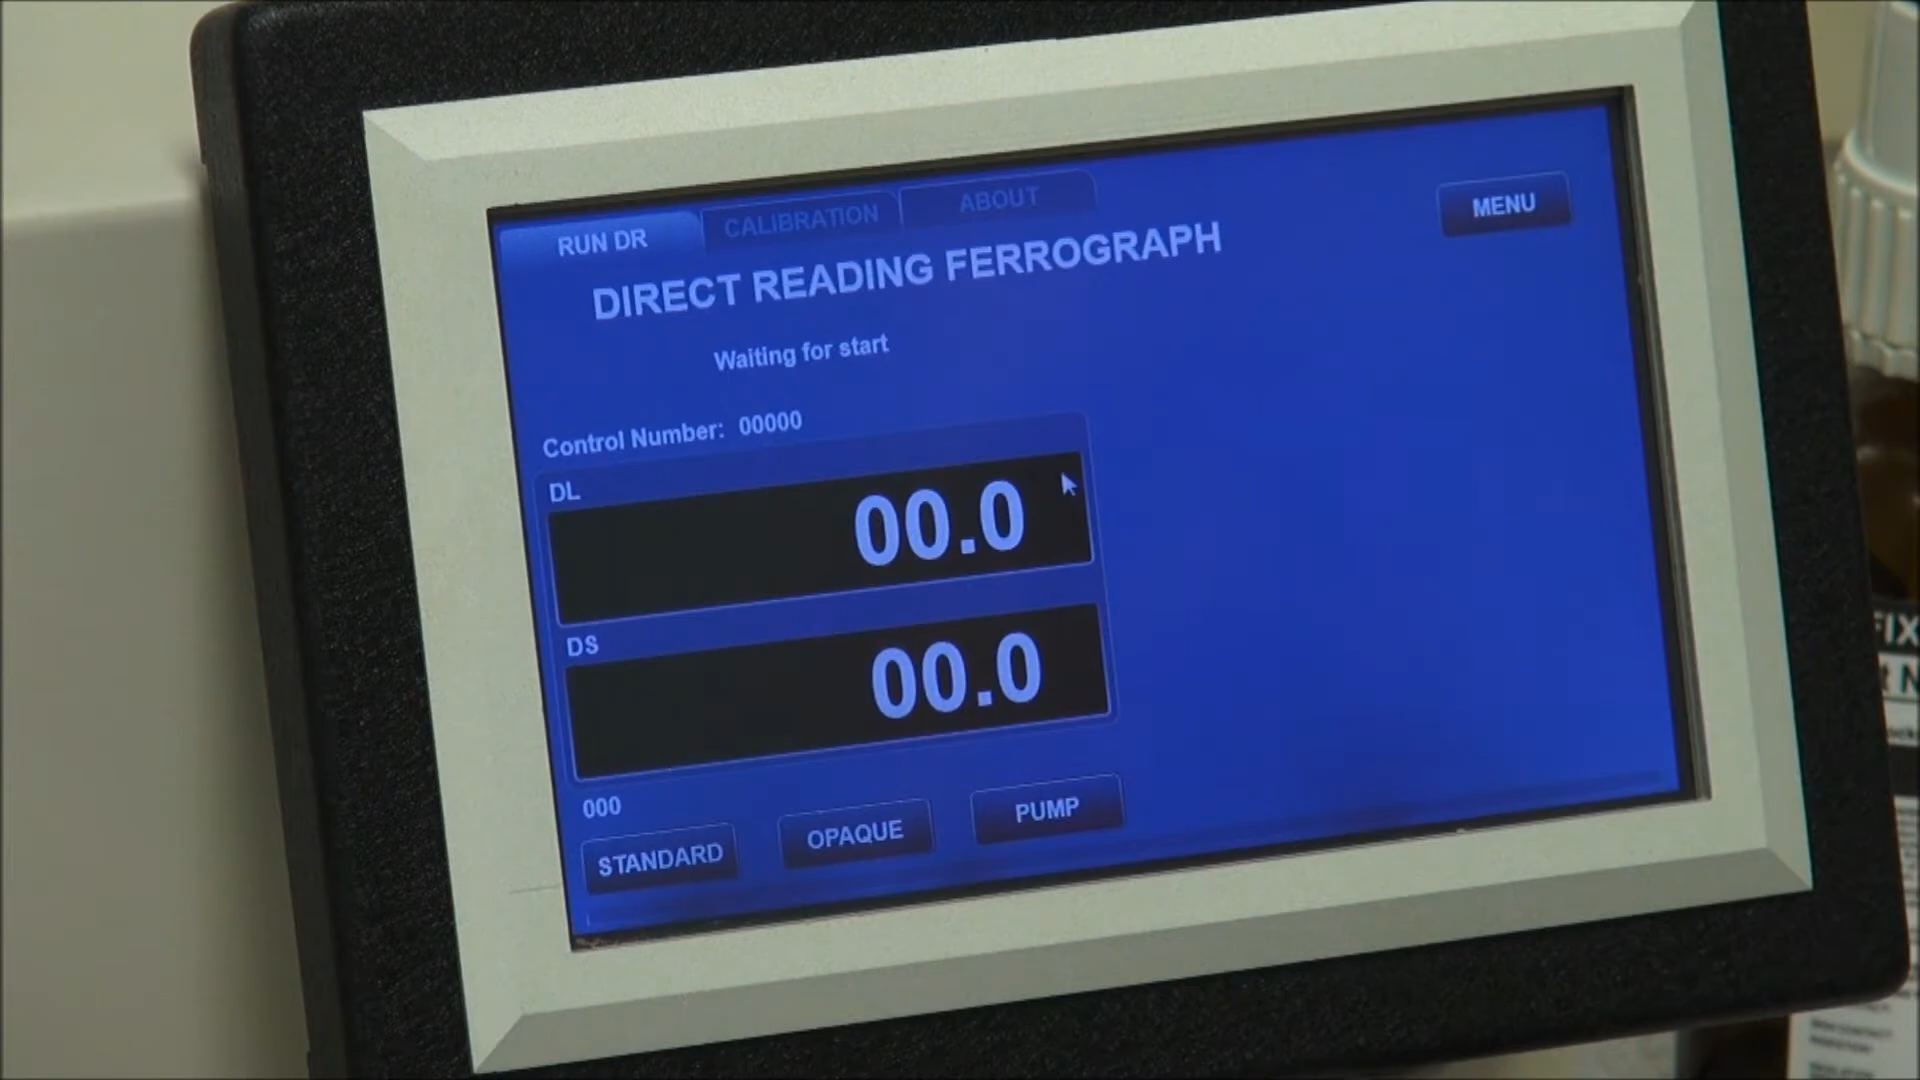 RUN DR
CALIBRATION
ABOUT
MENU
DIRECT READING FERROGRAPH
Waiting for start
Control Number: 00000
DL
00.0
DS
00.0
000
STANDARD
OPAQUE
PUMP